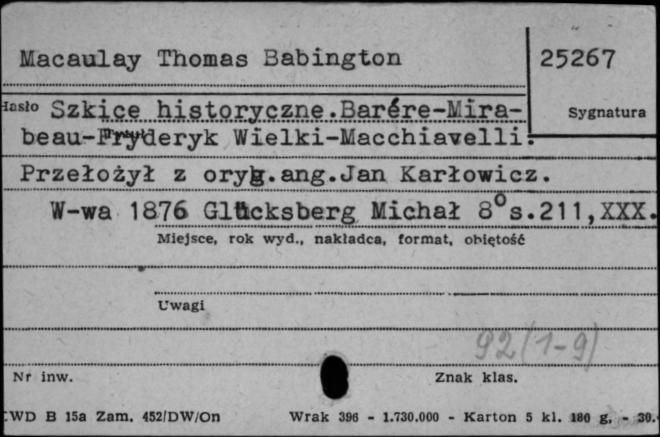 Macaulay Thomas Babington
25267
Hasło Szkice historyczne.Barére-Mira-
Sygnatura
beau-Fryderyk Wielki-Macchiavelli.
Przełożył z oryg.ang.Jan Karłowicz.
W-wa 1876 Glücksberg Michał 8° s.211,XXX.
Miejsce, rok wyd., nakładca, format, objętość
Uwagi
92(1-9)
Nr inw.
Znak klas.
WD B 15a Zam. 452/DW/On Wrak 396 - 1.730.000 - Karton 5 kl. 180 g. - 30.